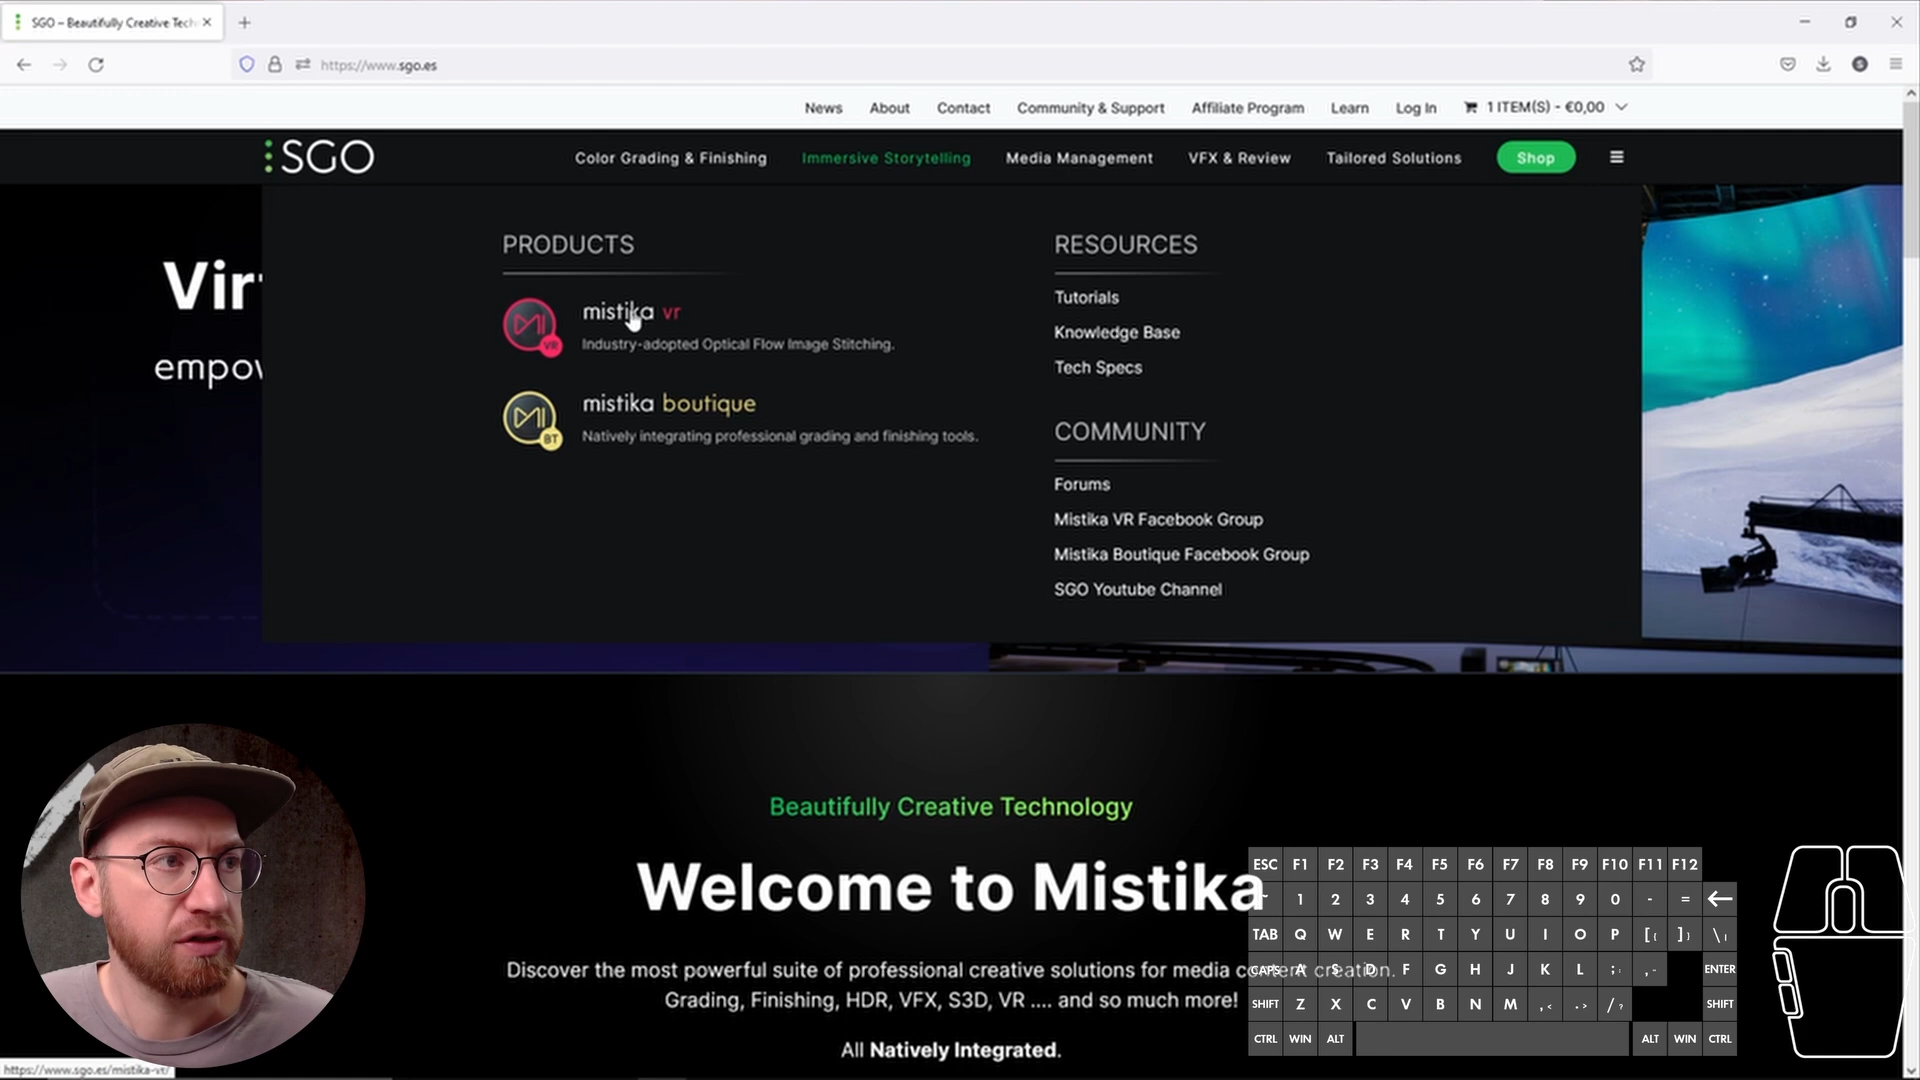 SGO – Beautifully Creative Tech
https://www.sgo.es
News About Contact Community & Support Affiliate Program Learn Log In 1 ITEM(S) - €0,00
SGO Color Grading & Finishing Immersive Storytelling Media Management VFX & Review Tailored Solutions Shop
PRODUCTS
mistika vr
VR
Industry-adopted Optical Flow Image Stitching.
mistika boutique
BT
Natively integrating professional grading and finishing tools.
RESOURCES
Tutorials
Knowledge Base
Tech Specs
COMMUNITY
Forums
Mistika VR Facebook Group
Mistika Boutique Facebook Group
SGO Youtube Channel
Beautifully Creative Technology
Welcome to Mistika
Discover the most powerful suite of professional creative solutions for media content creation.
Grading, Finishing, HDR, VFX, S3D, VR .... and so much more!
All Natively Integrated.
ESC F1 F2 F3 F4 F5 F6 F7 F8 F9 F10 F11 F12
~ 1 2 3 4 5 6 7 8 9 0 - =
TAB Q W E R T Y U I O P [ { ] } \ |
CAPS A S D F G H J K L ; : ENTER
SHIFT Z X C V B N M , < . > / ? SHIFT
CTRL WIN ALT ALT WIN CTRL
https://www.sgo.es/mistika-vr/